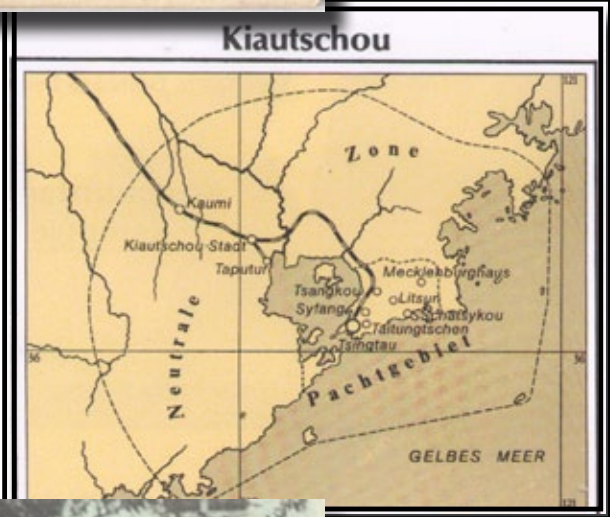 Kiautschou
121
Zone
Kaumi
Kiautschou-Stadt
Taputur
Mecklenburghaus
Tsangkou
Litsun
Syfang
Schatsykou
Taitungtschen
Tsingtau
36
36
Neutrale
Pachtgebiet
GELBES MEER
121